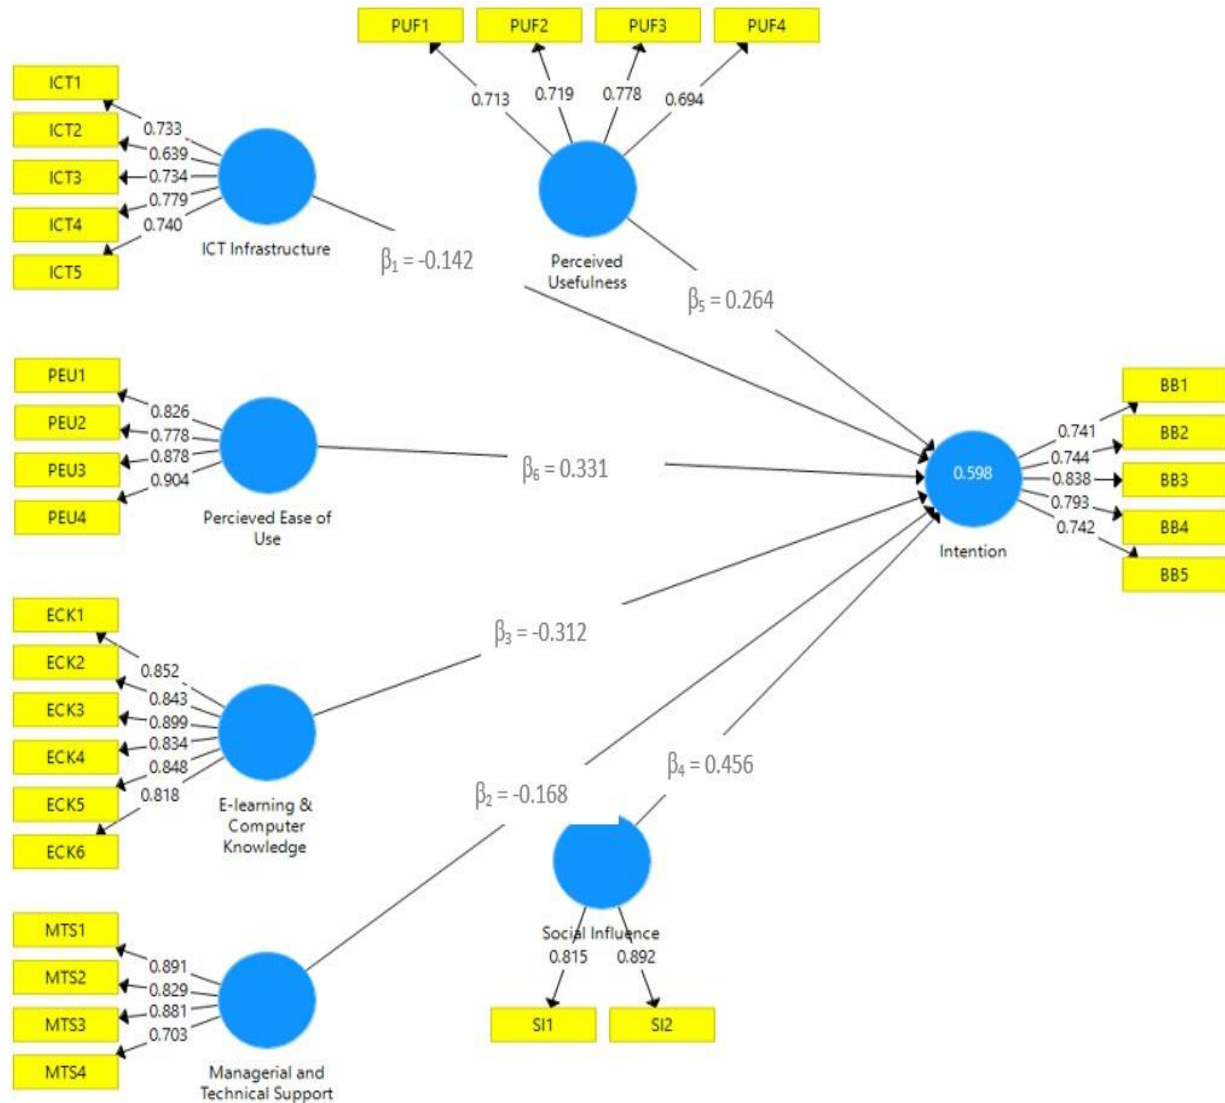 PUF1
PUF2
PUF3
PUF4
0.713
0.719
0.778
0.694
ICT1
ICT2
ICT3
ICT4
ICT5
0.733
0.639
0.734
0.779
0.740
ICT Infrastructure
Perceived
Usefulness
β₁ = -0.142
β₅ = 0.264
PEU1
PEU2
PEU3
PEU4
0.826
0.778
0.878
0.904
Percieved Ease of
Use
β₆ = 0.331
0.598
Intention
0.741
0.744
0.838
0.793
0.742
BB1
BB2
BB3
BB4
BB5
ECK1
ECK2
ECK3
ECK4
ECK5
ECK6
0.852
0.843
0.899
0.834
0.848
0.818
E-learning &
Computer
Knowledge
β₃ = -0.312
β₂ = -0.168
β₄ = 0.456
MTS1
MTS2
MTS3
MTS4
0.891
0.829
0.881
0.703
Managerial and
Technical Support
Social Influence
0.815
0.892
SI1
SI2